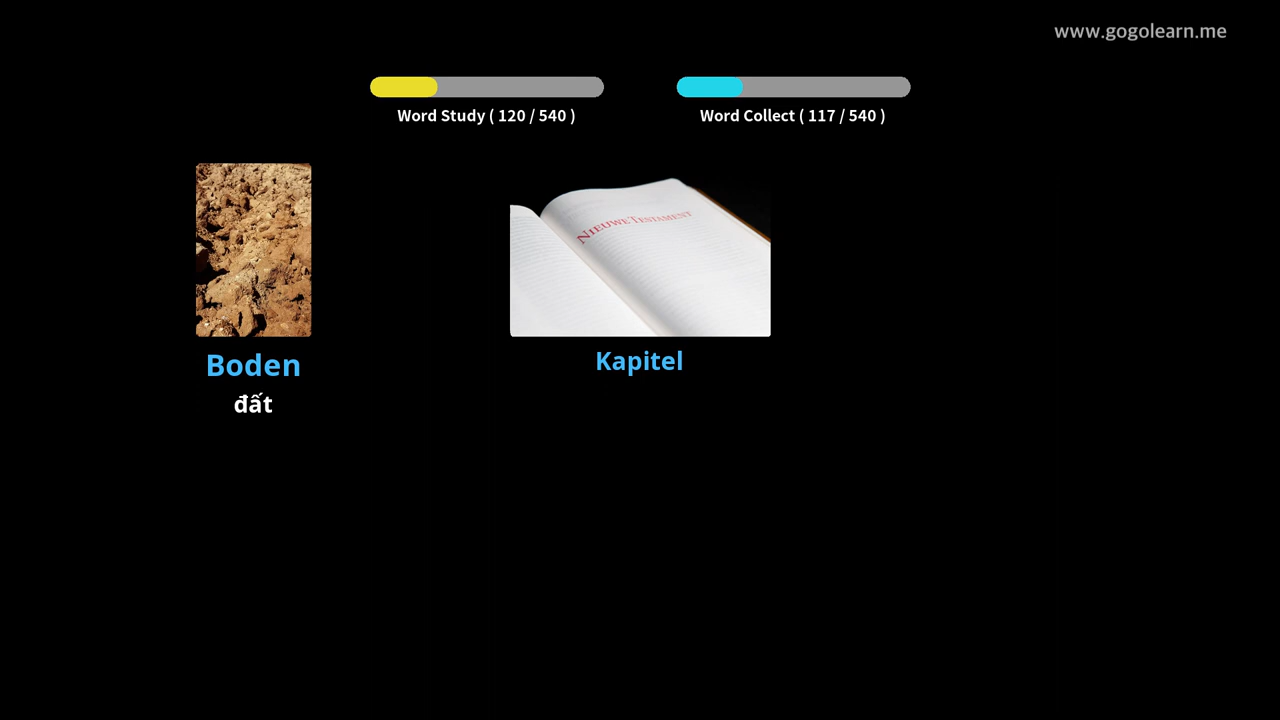 www.gogolearn.me
Word Study ( 120 / 540 )
Word Collect ( 117 / 540 )
NIEUWE TESTAMENT
Boden
đất
Kapitel